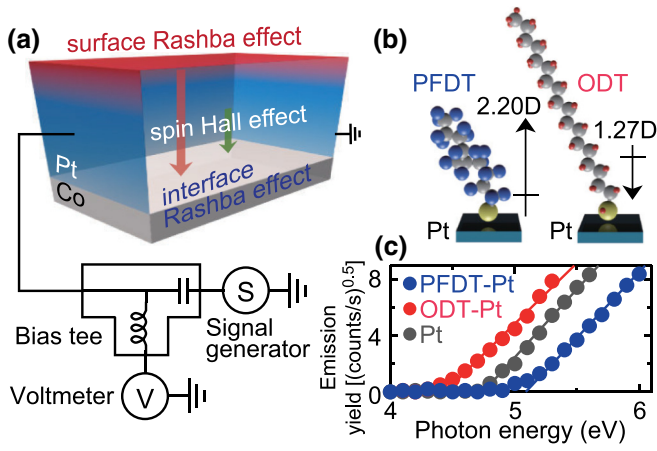 (a)
surface Rashba effect
spin Hall effect
Pt
Co
interface
Rashba effect
Bias tee
S
Signal
generator
Voltmeter
V
(b)
PFDT
ODT
2.20D
1.27D
Pt
Pt
(c)
PFDT-Pt
ODT-Pt
Pt
Emission
yield [(counts/s)^0.5]
8
4
0
4
5
6
Photon energy (eV)